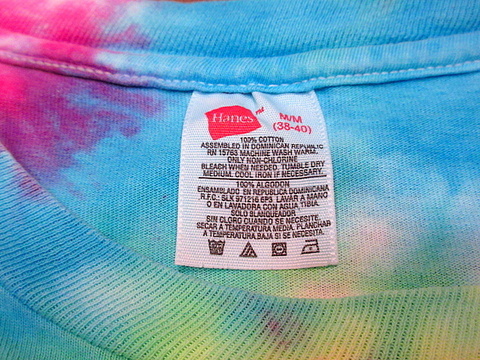 Hanes TM
M/M
(38-40)
100% COTTON
ASSEMBLED IN DOMINICAN REPUBLIC
RN 15763 MACHINE WASH WARM.
ONLY NON-CHLORINE
BLEACH WHEN NEEDED. TUMBLE DRY
MEDIUM. COOL IRON IF NECESSARY.
100% ALGODON
ENSAMBLADO EN REPUBLICA DOMINICANA
R.F.C.: SLK 971216 6P3 LAVAR A MANO
O EN LAVADORA CON AGUA TIBIA.
SOLO BLANQUEADOR
SIN CLORO CUANDO SE NECESITE.
SECAR A TEMPERATURA MEDIA. PLANCHAR
A TEMPERATURA BAJA SI SE NECESITA.